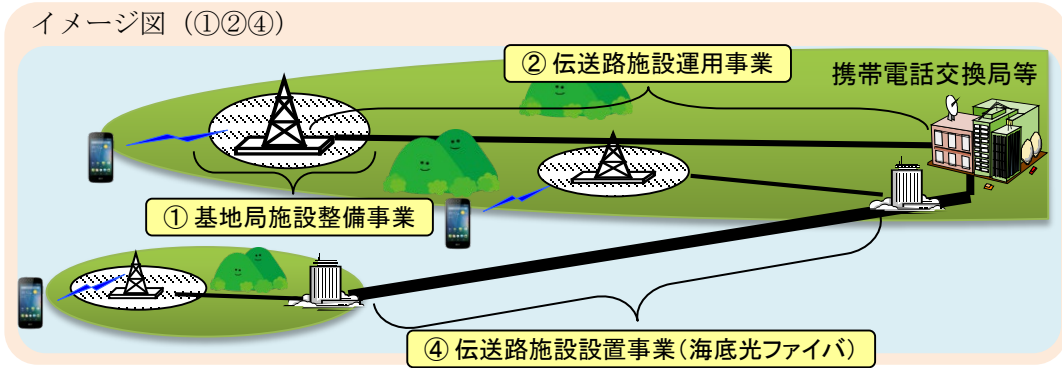 イメージ図（①②④）
② 伝送路施設運用事業
携帯電話交換局等
① 基地局施設整備事業
④ 伝送路施設設置事業（海底光ファイバ）